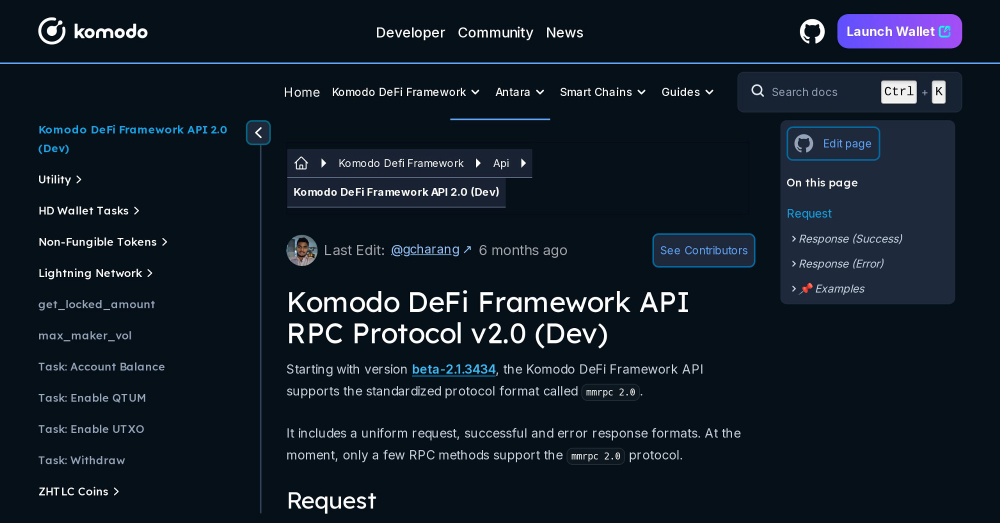 komodo
Developer Community News
Launch Wallet
Home Komodo DeFi Framework Antara Smart Chains Guides
Search docs Ctrl + K
Komodo DeFi Framework API 2.0
(Dev)
Utility
HD Wallet Tasks
Non-Fungible Tokens
Lightning Network
get_locked_amount
max_maker_vol
Task: Account Balance
Task: Enable QTUM
Task: Enable UTXO
Task: Withdraw
ZHTLC Coins
Komodo Defi Framework Api
Komodo DeFi Framework API 2.0 (Dev)
Last Edit: @gcharang ↗ 6 months ago
See Contributors
Komodo DeFi Framework API
RPC Protocol v2.0 (Dev)
Starting with version beta-2.1.3434, the Komodo DeFi Framework API
supports the standardized protocol format called mmrpc 2.0.
It includes a uniform request, successful and error response formats. At the
moment, only a few RPC methods support the mmrpc 2.0 protocol.
Request
Edit page
On this page
Request
Response (Success)
Response (Error)
📌 Examples